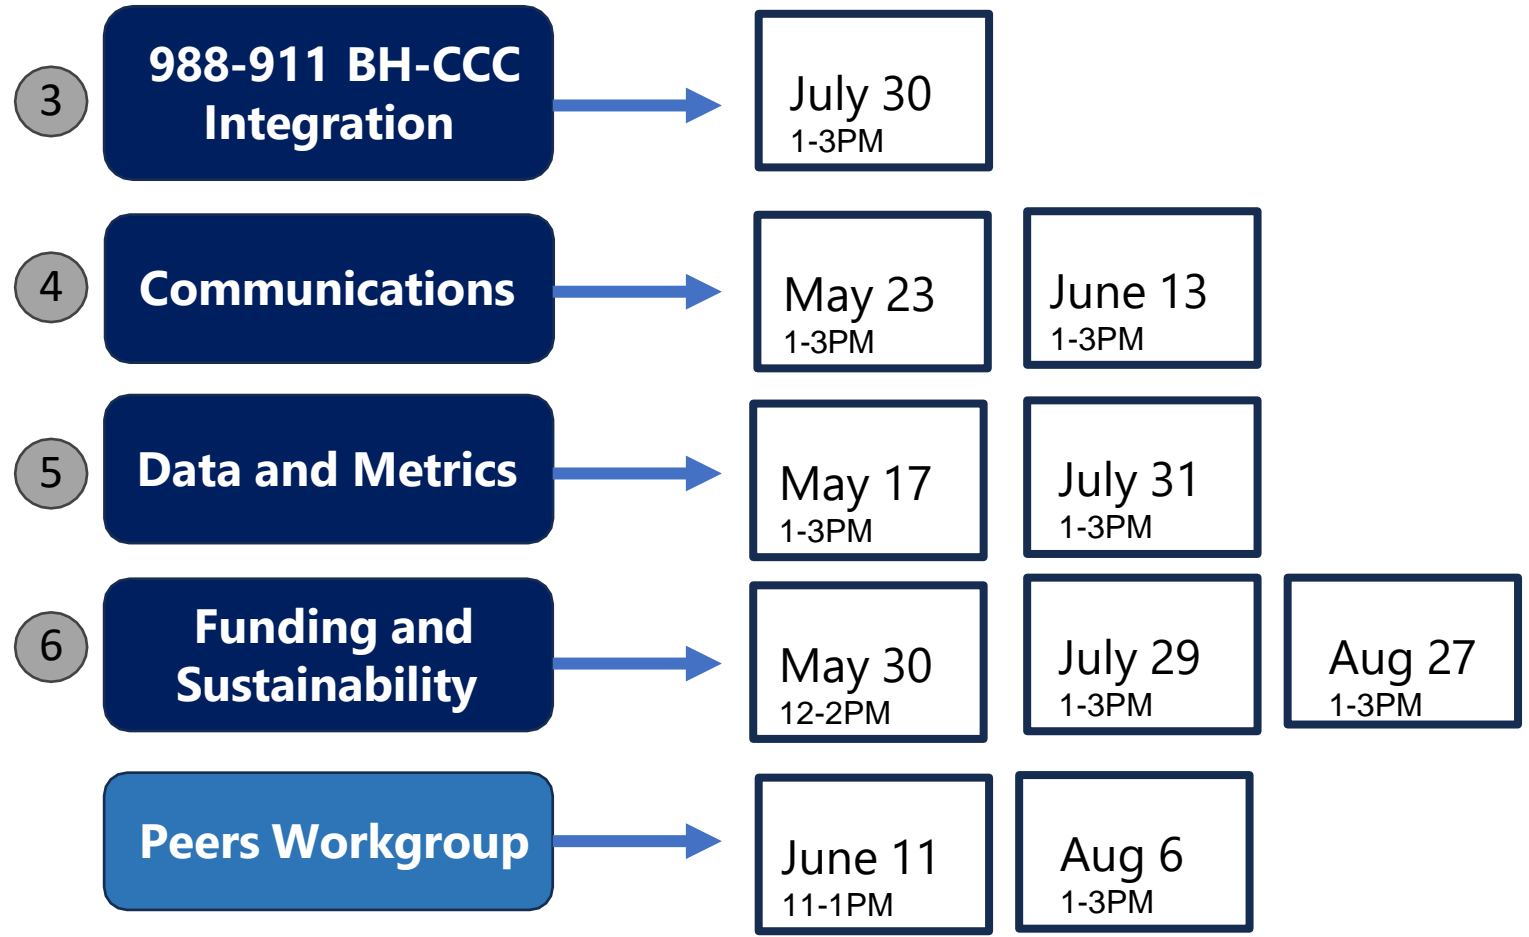 3
988-911 BH-CCC
Integration
July 30
1-3PM
4
Communications
May 23
1-3PM
June 13
1-3PM
5
Data and Metrics
May 17
1-3PM
July 31
1-3PM
6
Funding and
Sustainability
May 30
12-2PM
July 29
1-3PM
Aug 27
1-3PM
Peers Workgroup
June 11
11-1PM
Aug 6
1-3PM